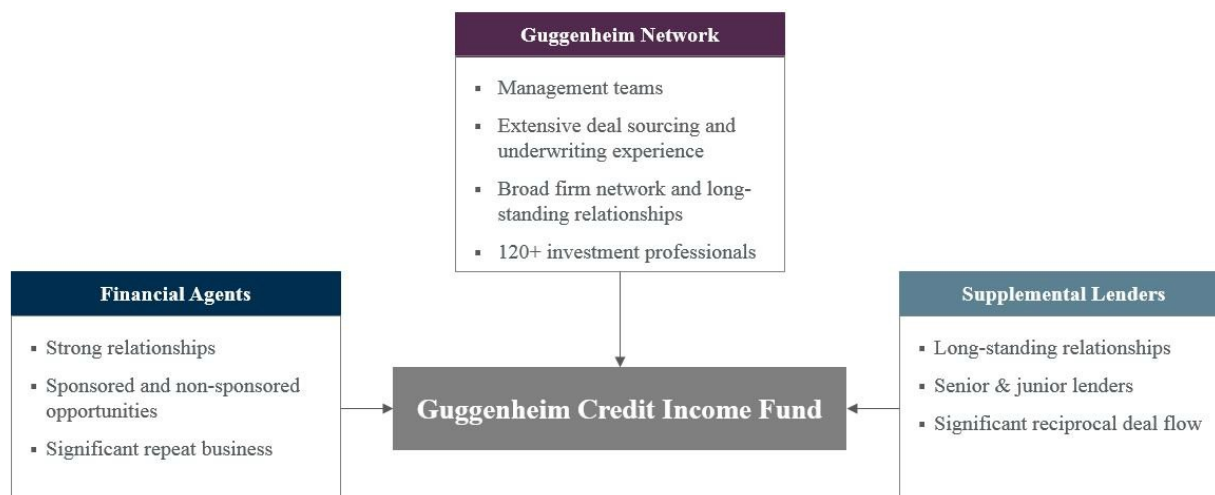 Guggenheim Network
▪ Management teams
▪ Extensive deal sourcing and
underwriting experience
▪ Broad firm network and long-
standing relationships
▪ 120+ investment professionals
Financial Agents
▪ Strong relationships
▪ Sponsored and non-sponsored
opportunities
▪ Significant repeat business
Guggenheim Credit Income Fund
Supplemental Lenders
▪ Long-standing relationships
▪ Senior & junior lenders
▪ Significant reciprocal deal flow